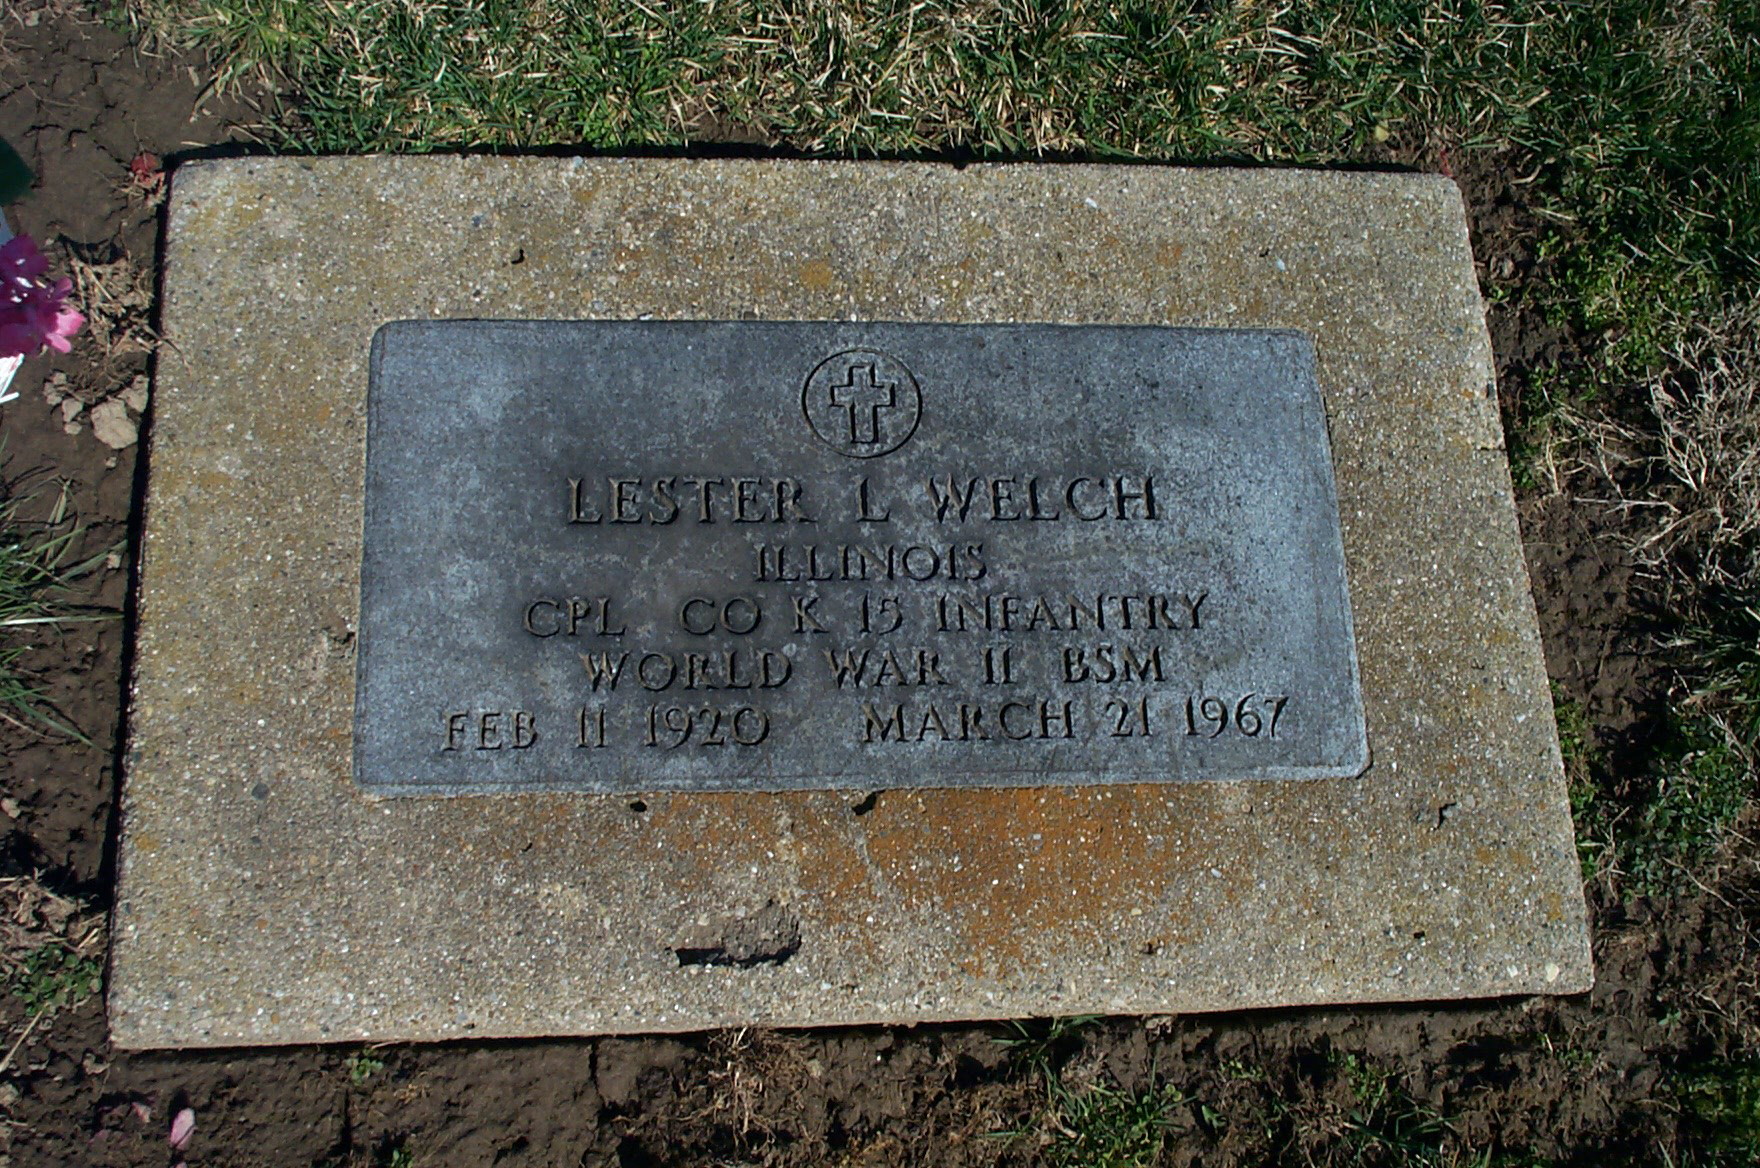 LESTER L WELCH
ILLINOIS
CPL CO K 15 INFANTRY
WORLD WAR II BSM
FEB 11 1920 MARCH 21 1967